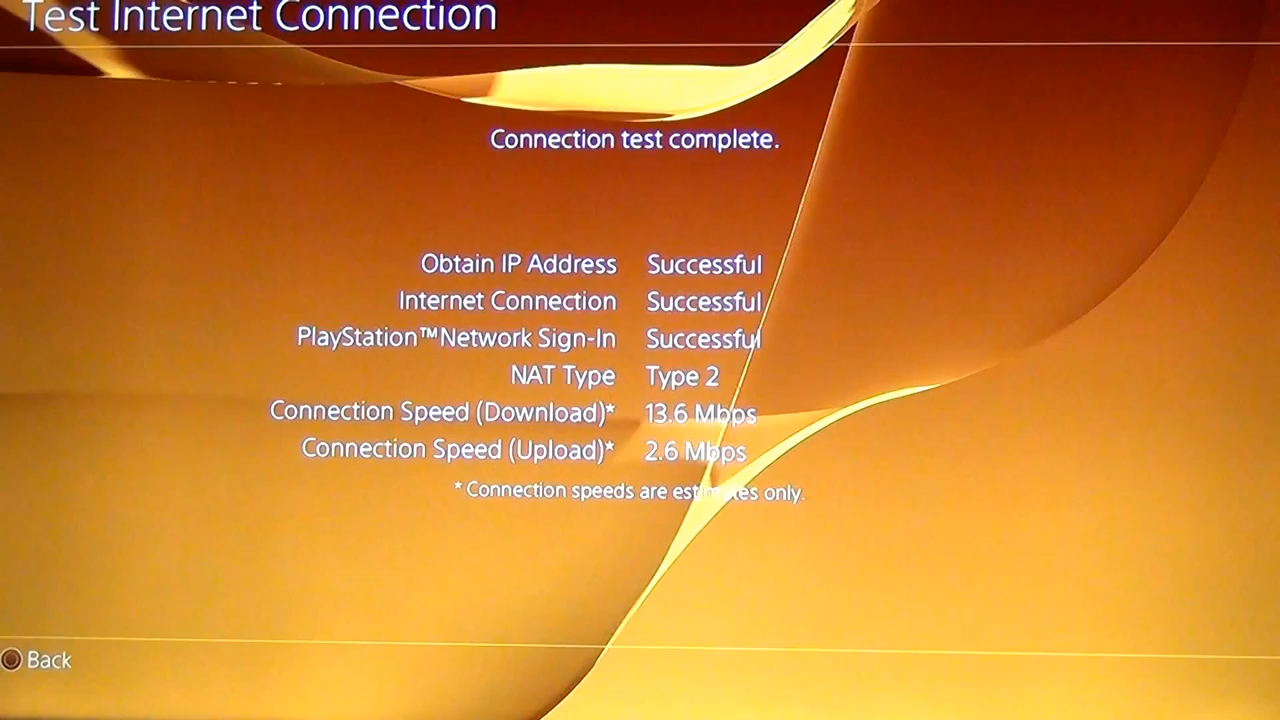 Test Internet Connection
Connection test complete.
Obtain IP Address Successful
Internet Connection Successful
PlayStation™Network Sign-In Successful
NAT Type Type 2
Connection Speed (Download)* 13.6 Mbps
Connection Speed (Upload)* 2.6 Mbps
* Connection speeds are estimates only.
Back